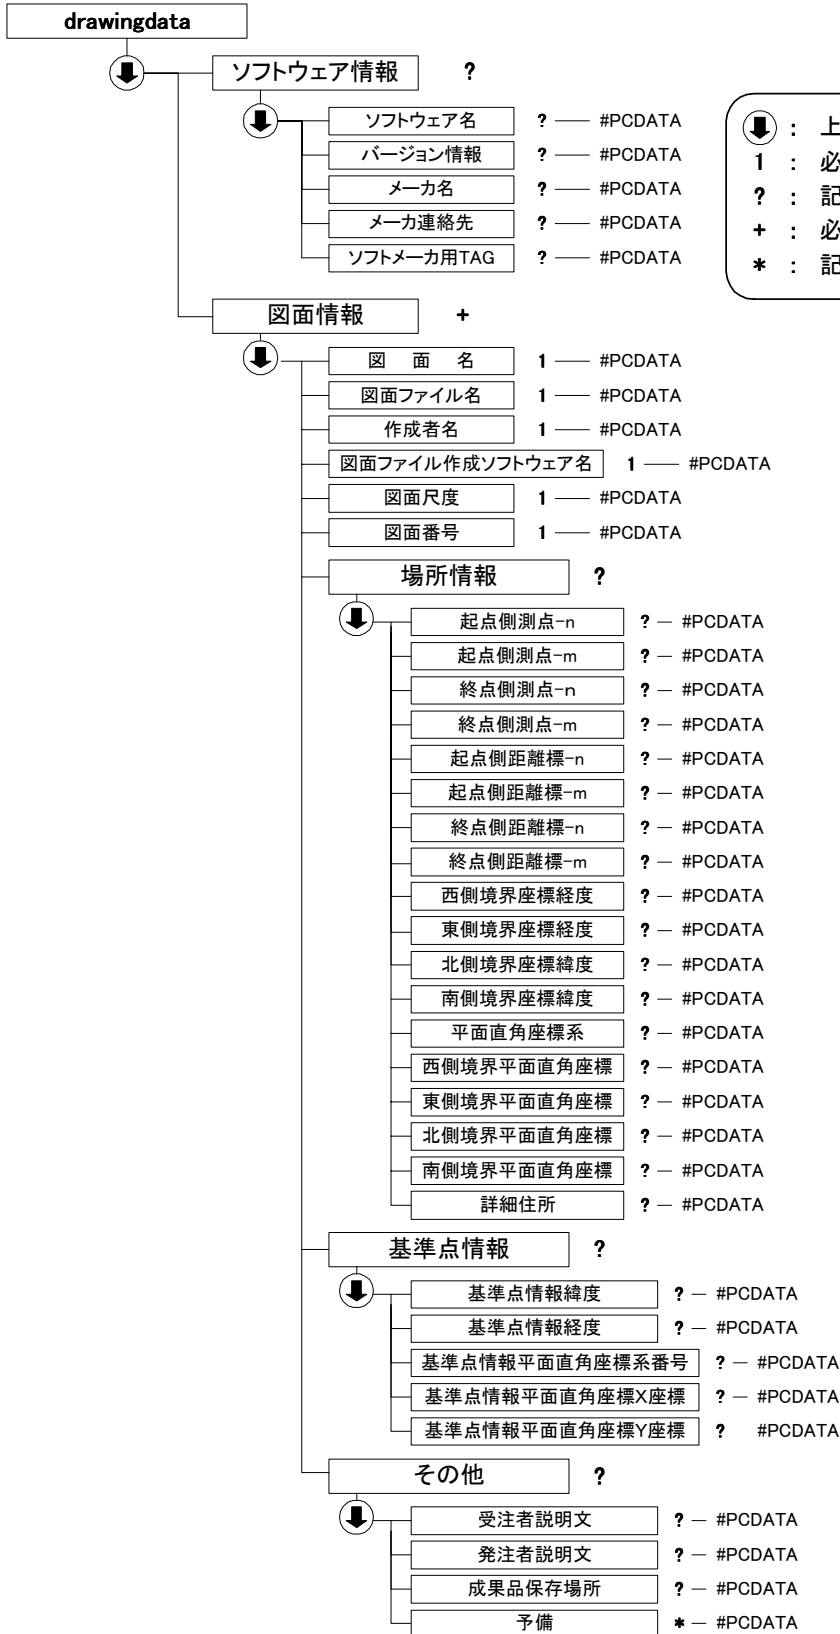 drawingdata
ソフトウェア情報 ?
ソフトウェア名 ? #PCDATA
バージョン情報 ? #PCDATA
メーカ名 ? #PCDATA
メーカ連絡先 ? #PCDATA
ソフトメーカ用TAG ? #PCDATA
： 上
1 ： 必
? ： 記
+ ： 必
* ： 記
図面情報 +
図 面 名 1 #PCDATA
図面ファイル名 1 #PCDATA
作成者名 1 #PCDATA
図面ファイル作成ソフトウェア名 1 #PCDATA
図面尺度 1 #PCDATA
図面番号 1 #PCDATA
場所情報 ?
起点側測点-n ? #PCDATA
起点側測点-m ? #PCDATA
終点側測点-n ? #PCDATA
終点側測点-m ? #PCDATA
起点側距離標-n ? #PCDATA
起点側距離標-m ? #PCDATA
終点側距離標-n ? #PCDATA
終点側距離標-m ? #PCDATA
西側境界座標経度 ? #PCDATA
東側境界座標経度 ? #PCDATA
北側境界座標緯度 ? #PCDATA
南側境界座標緯度 ? #PCDATA
平面直角座標系 ? #PCDATA
西側境界平面直角座標 ? #PCDATA
東側境界平面直角座標 ? #PCDATA
北側境界平面直角座標 ? #PCDATA
南側境界平面直角座標 ? #PCDATA
詳細住所 ? #PCDATA
基準点情報 ?
基準点情報緯度 ? #PCDATA
基準点情報経度 ? #PCDATA
基準点情報平面直角座標系番号 ? #PCDATA
基準点情報平面直角座標X座標 ? #PCDATA
基準点情報平面直角座標Y座標 ? #PCDATA
その他 ?
受注者説明文 ? #PCDATA
発注者説明文 ? #PCDATA
成果品保存場所 ? #PCDATA
予備 * #PCDATA